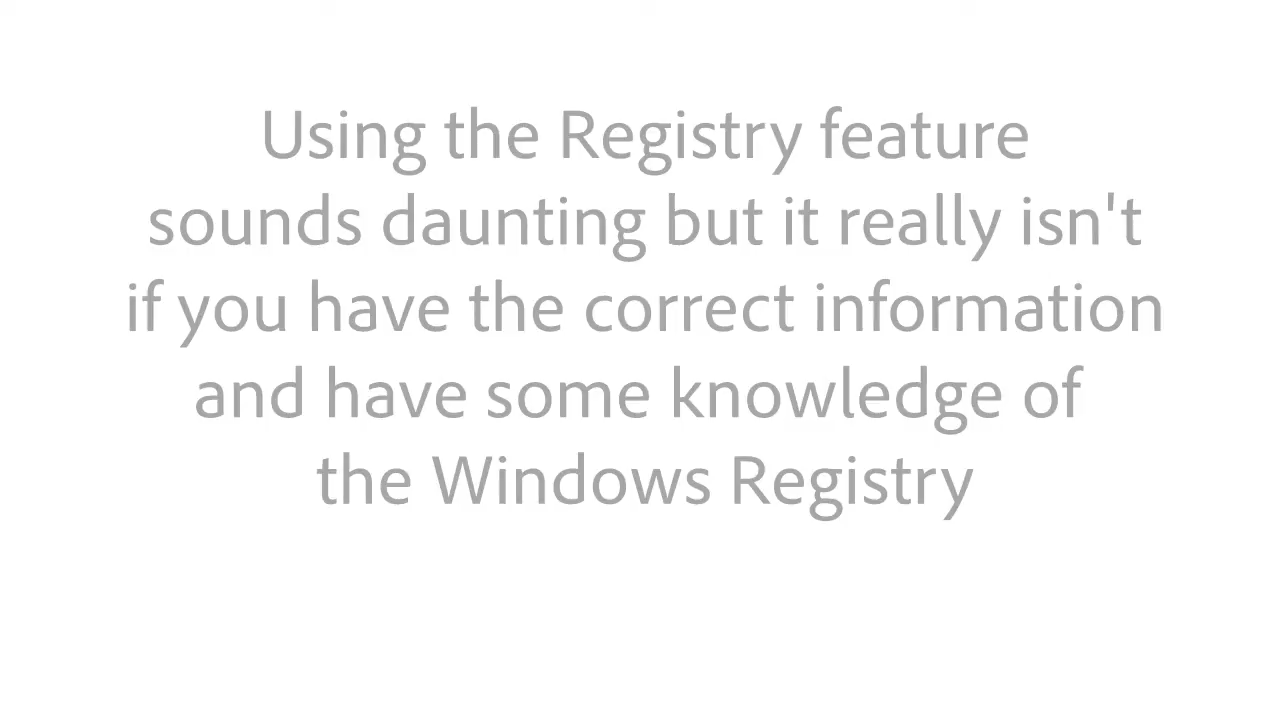 Using the Registry feature
sounds daunting but it really isn't
if you have the correct information
and have some knowledge of
the Windows Registry